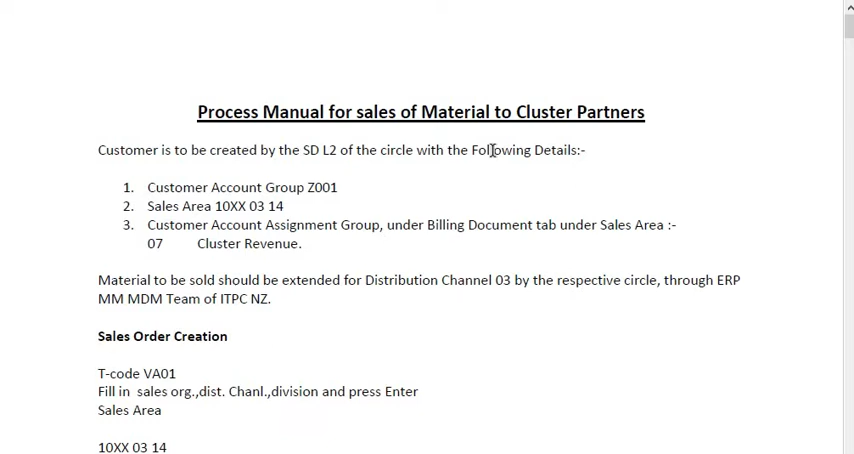 Process Manual for sales of Material to Cluster Partners
Customer is to be created by the SD L2 of the circle with the Following Details:-
1. Customer Account Group Z001
2. Sales Area 10XX 03 14
3. Customer Account Assignment Group, under Billing Document tab under Sales Area :-
07 Cluster Revenue.
Material to be sold should be extended for Distribution Channel 03 by the respective circle, through ERP
MM MDM Team of ITPC NZ.
Sales Order Creation
T-code VA01
Fill in sales org.,dist. Chanl.,division and press Enter
Sales Area
10XX 03 14